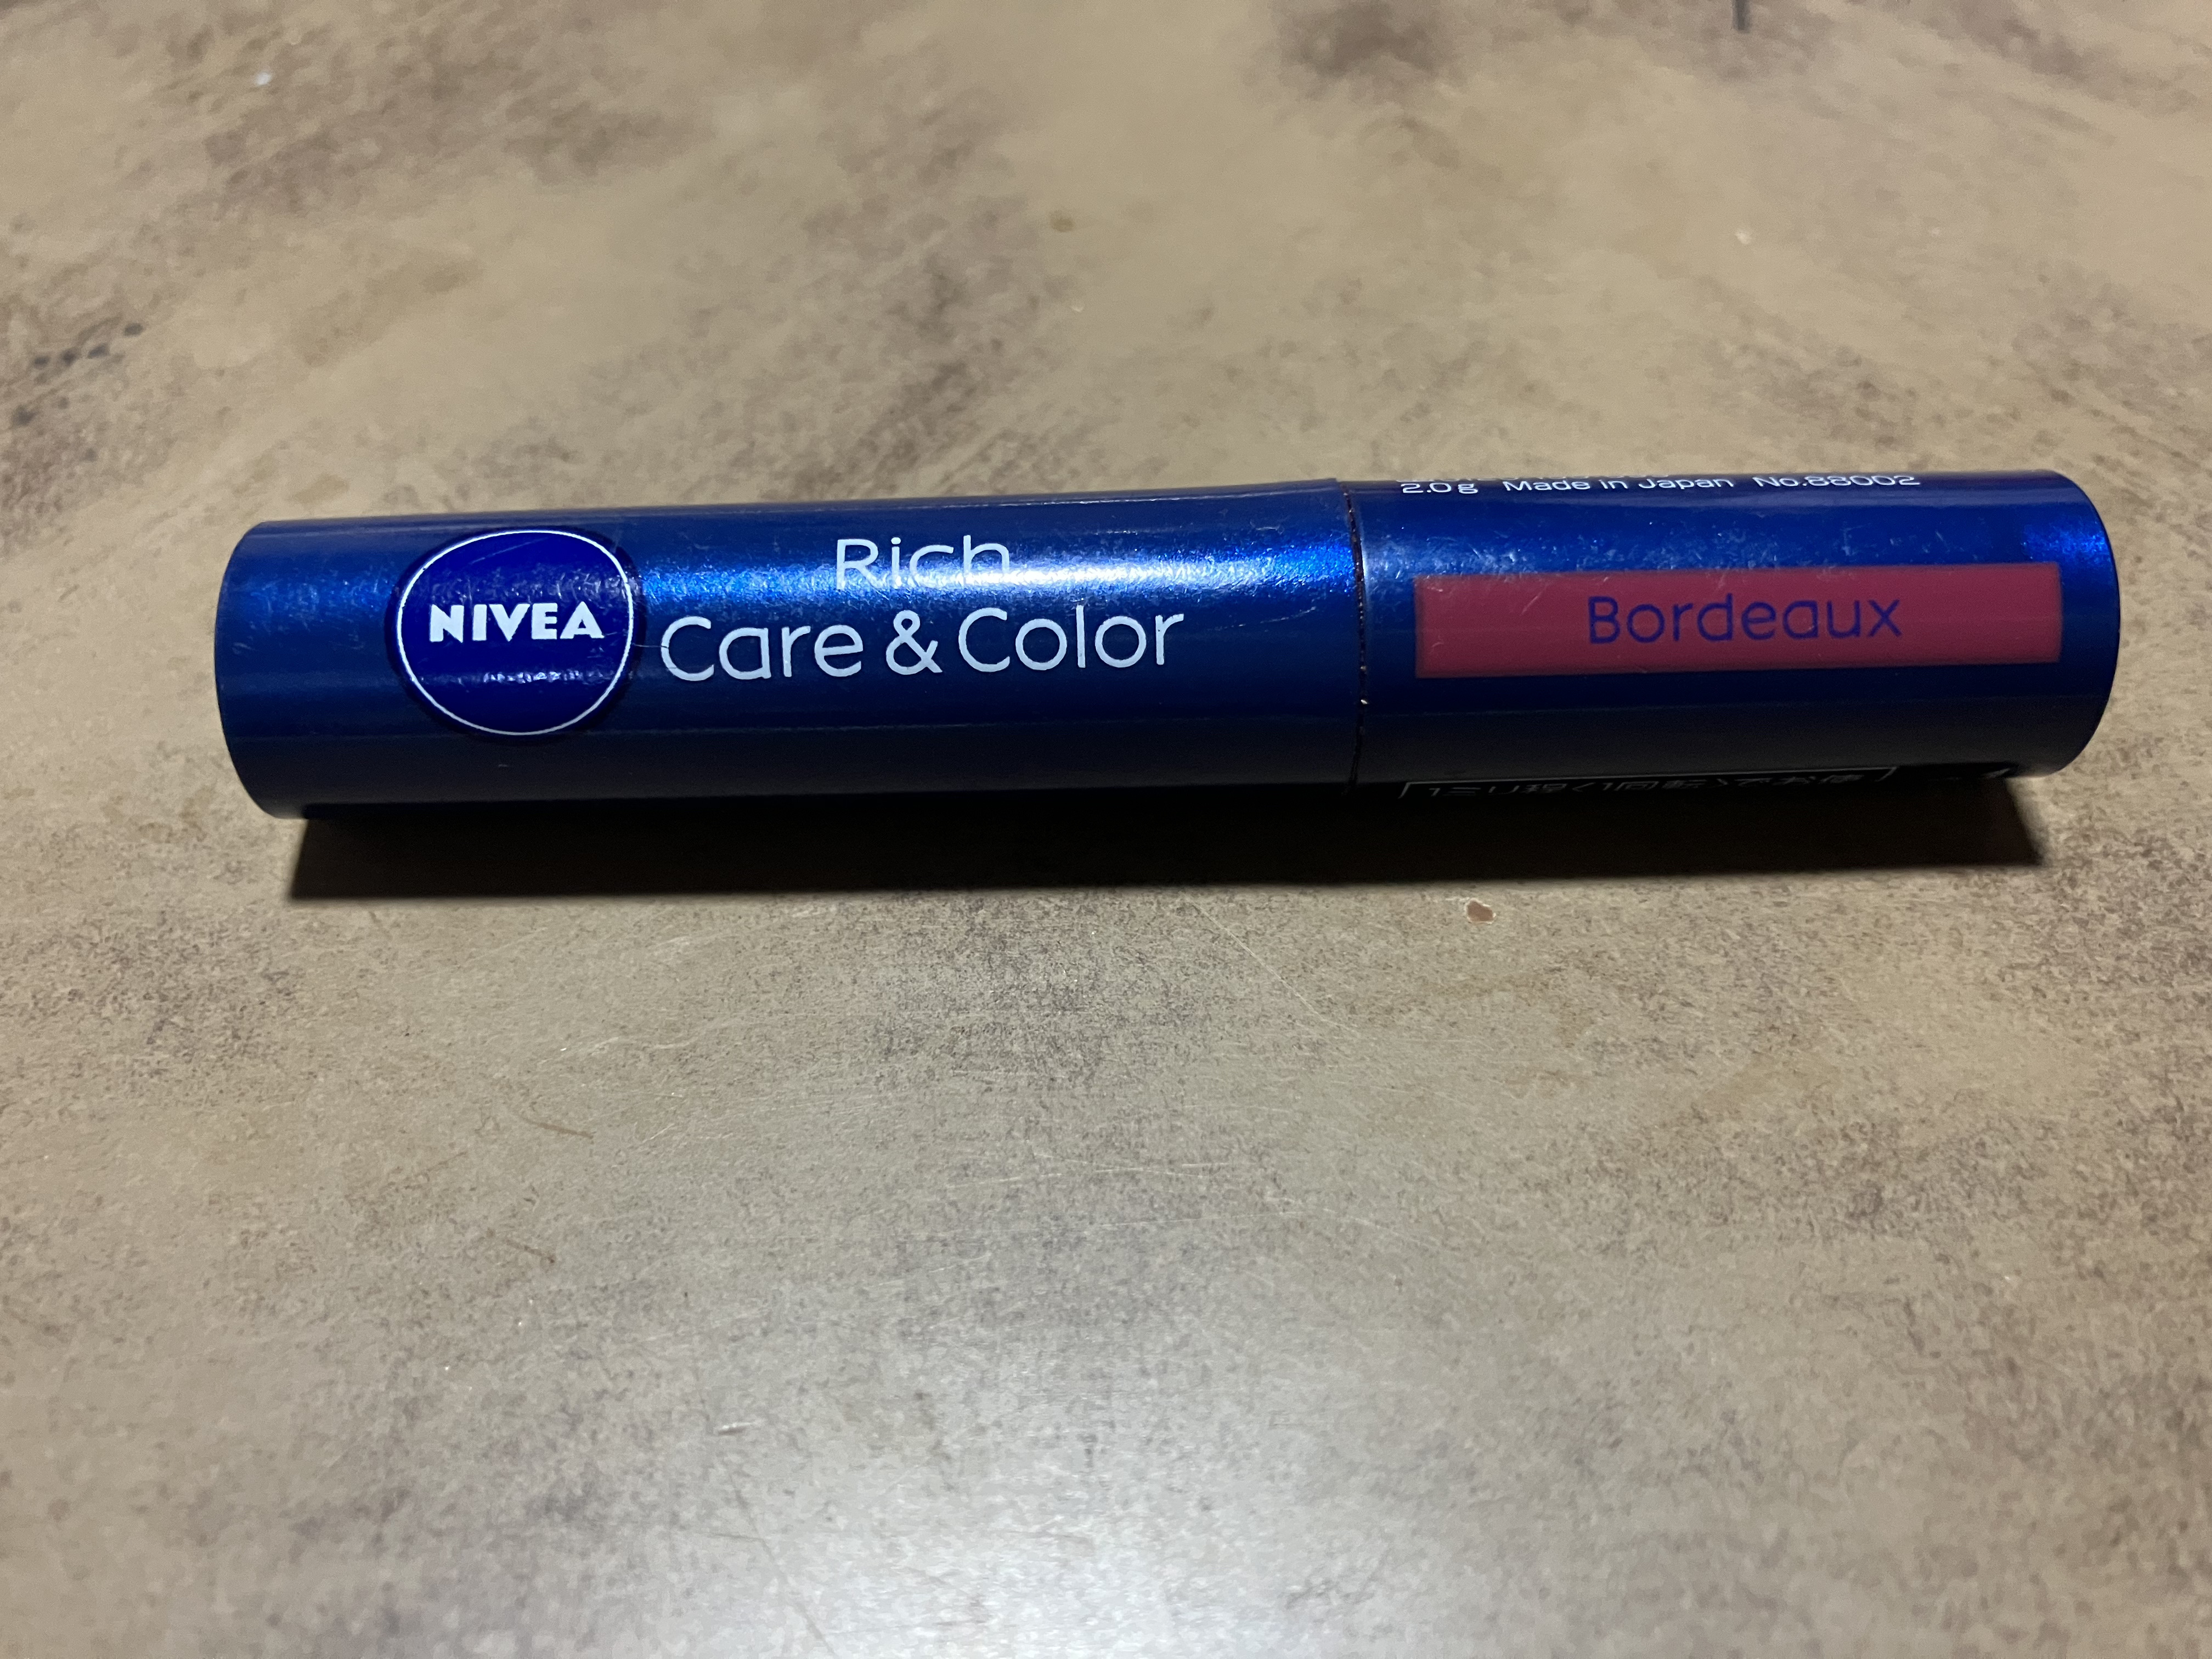 NIVEA
Rich
Care & Color
2.0g Made in Japan No.88002
Bordeaux